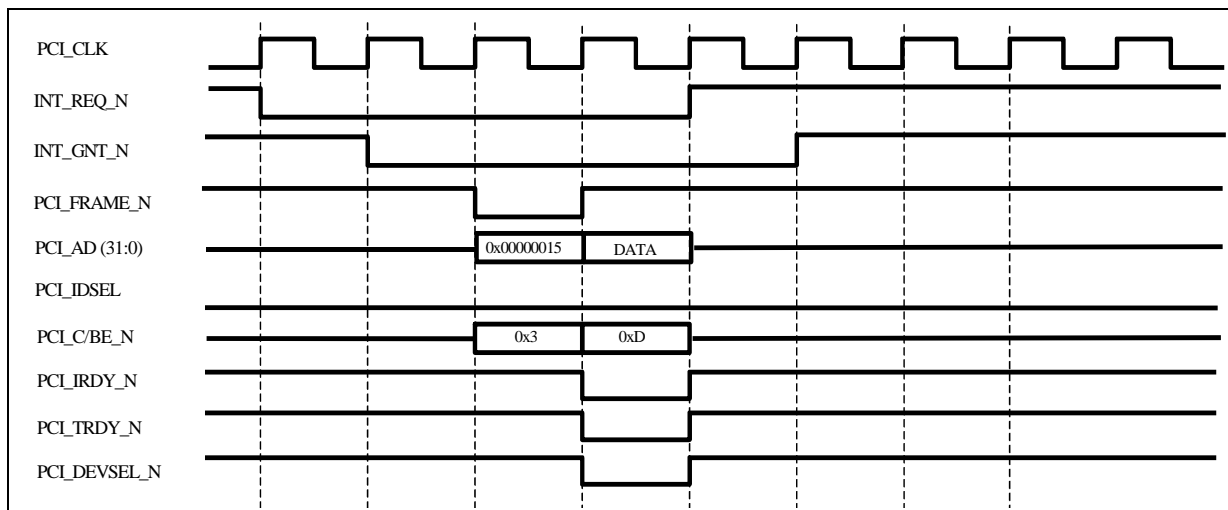 PCI_CLK
INT_REQ_N
INT_GNT_N
PCI_FRAME_N
PCI_AD (31:0) 0x00000015 DATA
PCI_IDSEL
PCI_C/BE_N 0x3 0xD
PCI_IRDY_N
PCI_TRDY_N
PCI_DEVSEL_N